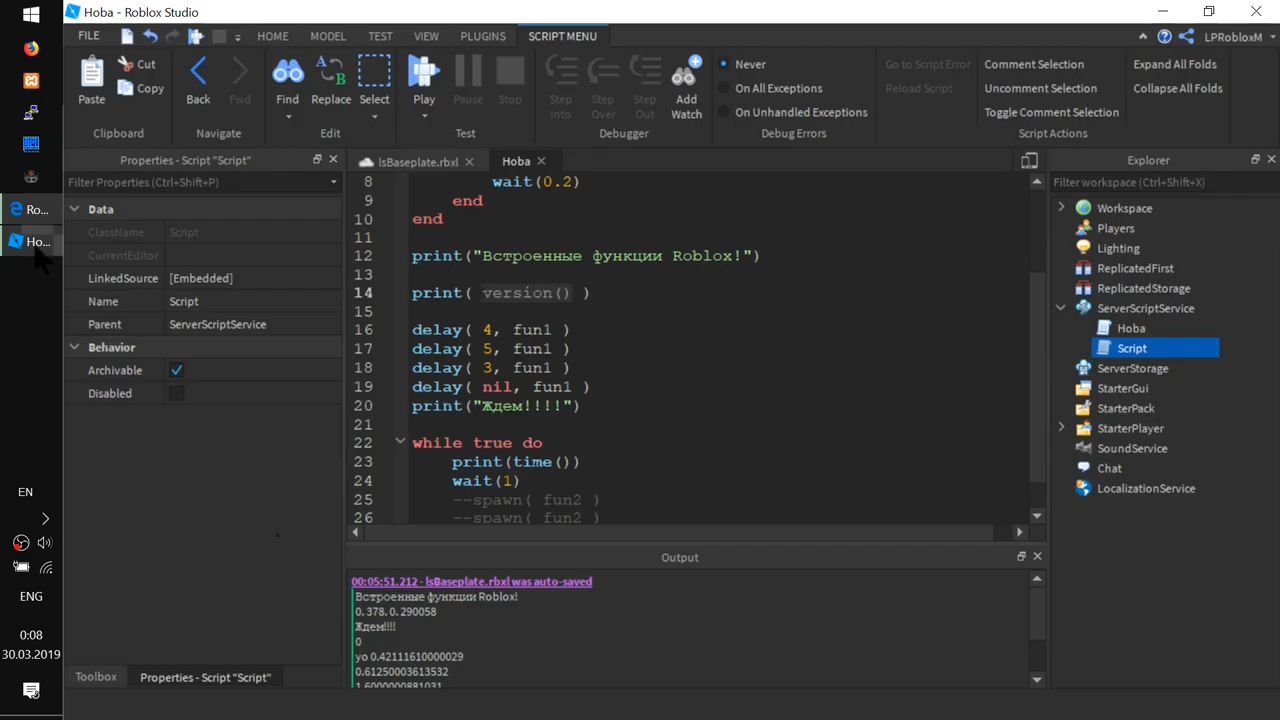 Hoba - Roblox Studio
FILE
HOME
MODEL
TEST
VIEW
PLUGINS
SCRIPT MENU
LPRobloxM
Paste
Cut
Copy
Clipboard
Back
Fwd
Navigate
Find
Replace
Select
Edit
Play
Pause
Stop
Test
Step Into
Step Over
Step Out
Add Watch
Debugger
Never
On All Exceptions
On Unhandled Exceptions
Debug Errors
Go to Script Error
Reload Script
Comment Selection
Uncomment Selection
Toggle Comment Selection
Expand All Folds
Collapse All Folds
Script Actions
Ro...
Ho...
EN
ENG
0:08
30.03.2019
Properties - Script "Script"
Filter Properties (Ctrl+Shift+P)
Data
ClassName Script
CurrentEditor
LinkedSource [Embedded]
Name Script
Parent ServerScriptService
Behavior
Archivable
Disabled
Toolbox
Properties - Script "Script"
lsBaseplate.rbxl
Hoba
8 wait(0.2)
9 end
10 end
11
12 print("Встроенные функции Roblox!")
13
14 print( version() )
15
16 delay( 4, fun1 )
17 delay( 5, fun1 )
18 delay( 3, fun1 )
19 delay( nil, fun1 )
20 print("Ждем!!!!")
21
22 while true do
23 print(time())
24 wait(1)
25 --spawn( fun2 )
26 --spawn( fun2 )
Output
00:05:51.212 - lsBaseplate.rbxl was auto-saved
Встроенные функции Roblox!
0. 378. 0. 290058
Ждем!!!!
0
yo 0.42111610000029
0.61250003613532
1.6000000881031
Explorer
Filter workspace (Ctrl+Shift+X)
Workspace
Players
Lighting
ReplicatedFirst
ReplicatedStorage
ServerScriptService
Hoba
Script
ServerStorage
StarterGui
StarterPack
StarterPlayer
SoundService
Chat
LocalizationService